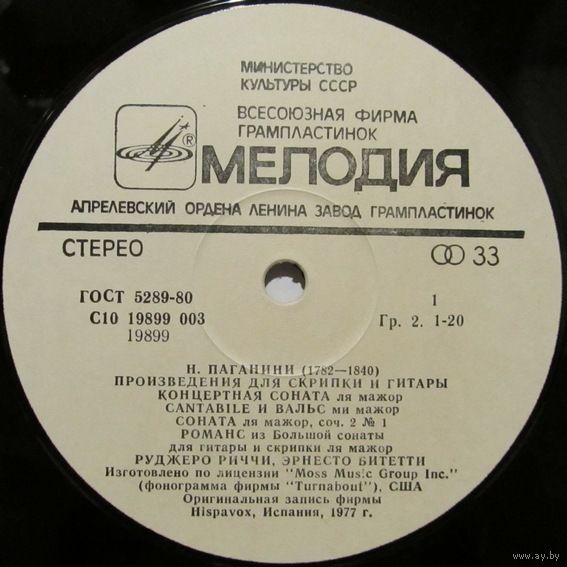 МИНИСТЕРСТВО
КУЛЬТУРЫ СССР
ВСЕСОЮЗНАЯ ФИРМА
ГРАМПЛАСТИНОК
®
МЕЛОДИЯ
АПРЕЛЕВСКИЙ ОРДЕНА ЛЕНИНА ЗАВОД ГРАМПЛАСТИНОК
СТЕРЕО 33
ГОСТ 5289-80 1
С10 19899 003 Гр. 2. 1-20
19899
Н. ПАГАНИНИ (1782—1840)
ПРОИЗВЕДЕНИЯ ДЛЯ СКРИПКИ И ГИТАРЫ
КОНЦЕРТНАЯ СОНАТА ля мажор
CANTABILE И ВАЛЬС ми мажор
СОНАТА ля мажор, соч. 2 № 1
РОМАНС из Большой сонаты
для гитары и скрипки ля мажор
РУДЖЕРО РИЧЧИ, ЭРНЕСТО БИТЕТТИ
Изготовлено по лицензии "Moss Music Group Inc."
(фонограмма фирмы "Turnabout"), США
Оригинальная запись фирмы
Hispavox, Испания, 1977 г.
www.ay.by